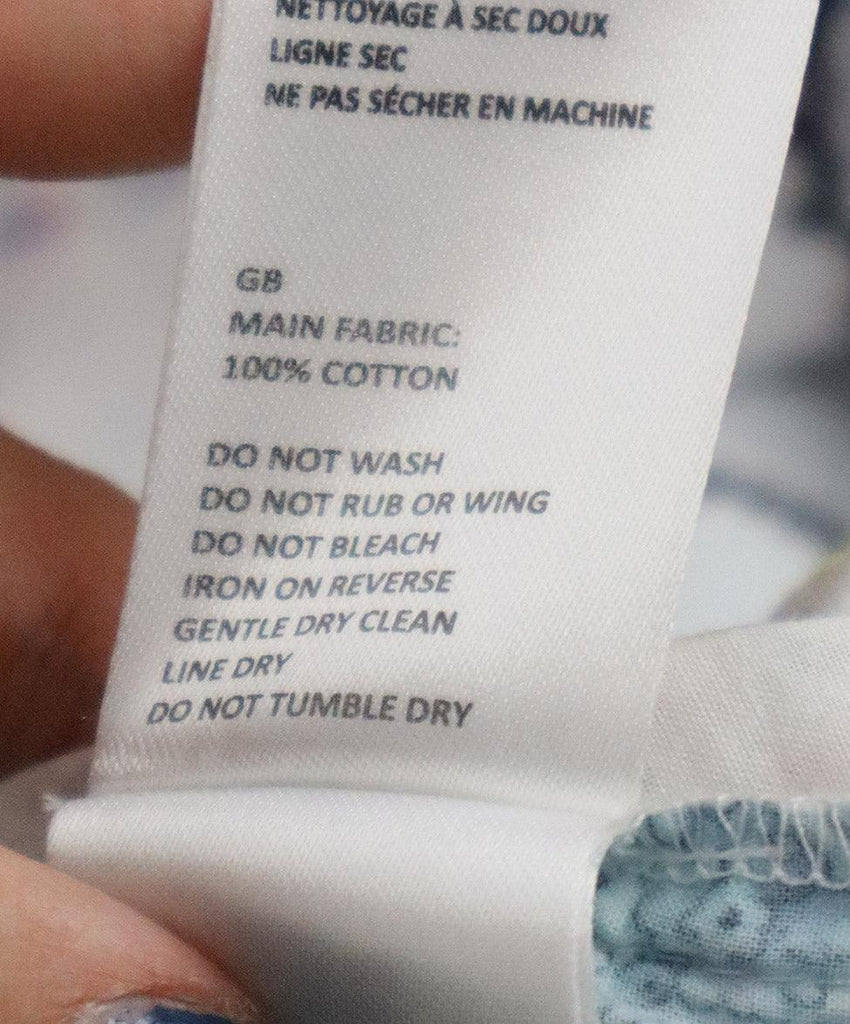 NETTOYAGE À SEC DOUX
LIGNE SEC
NE PAS SÉCHER EN MACHINE
GB
MAIN FABRIC:
100% COTTON
DO NOT WASH
DO NOT RUB OR WING
DO NOT BLEACH
IRON ON REVERSE
GENTLE DRY CLEAN
LINE DRY
DO NOT TUMBLE DRY